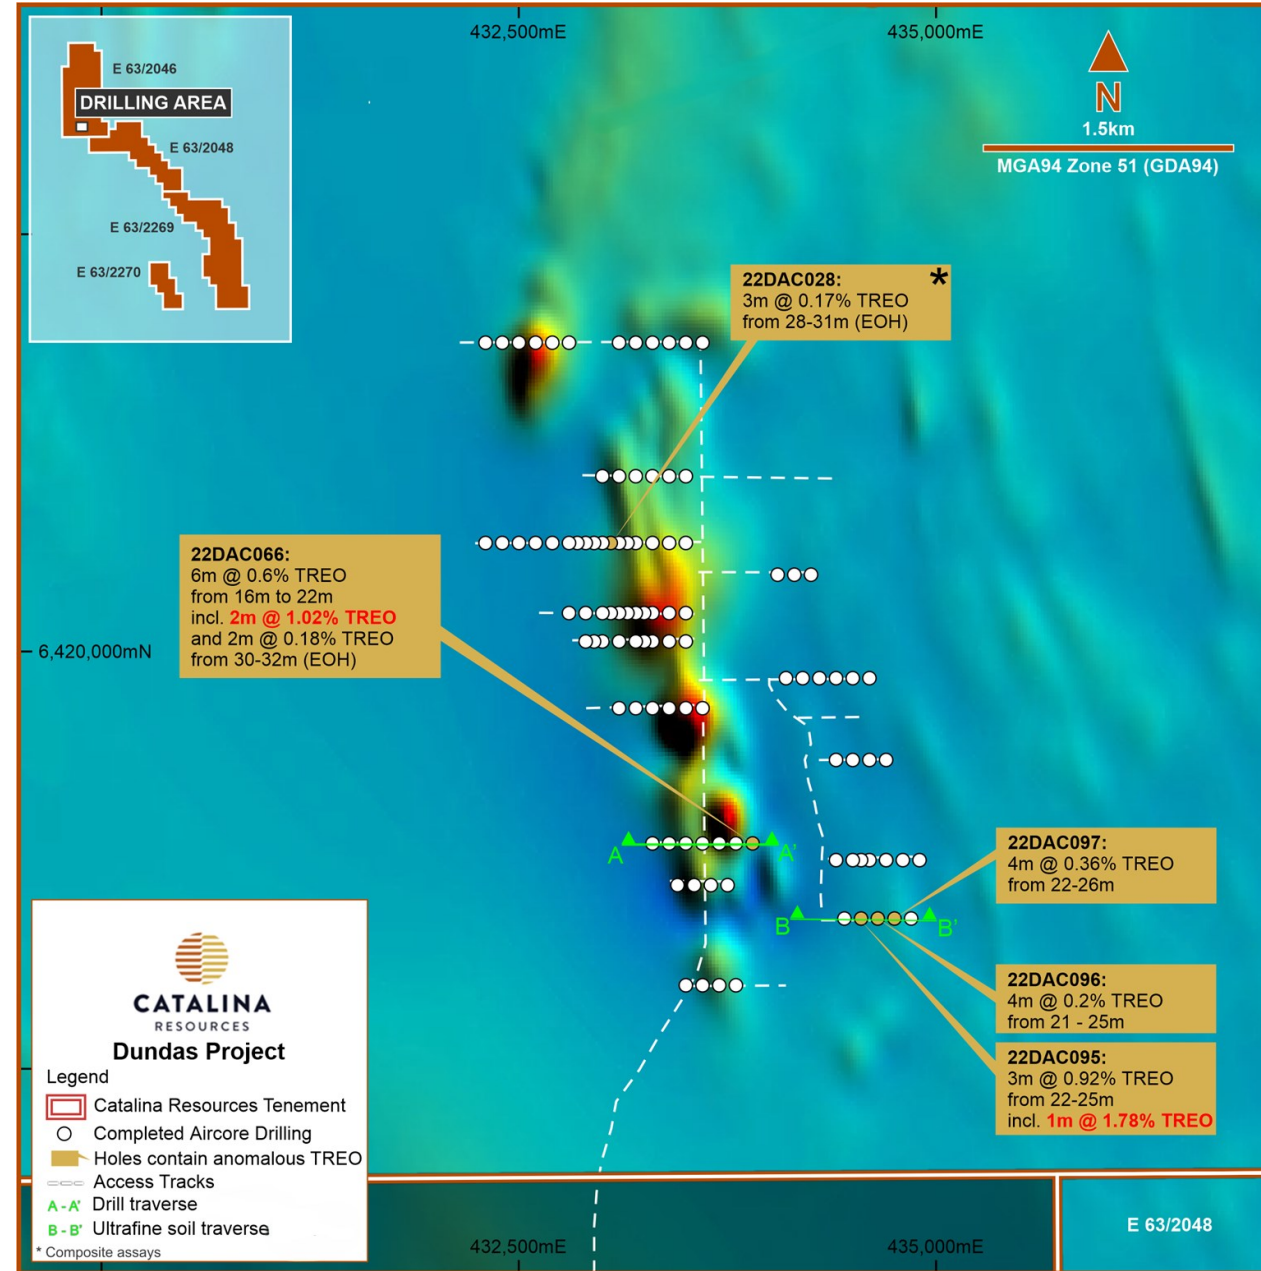 432,500mE
435,000mE
E 63/2046
DRILLING AREA
E 63/2048
E 63/2269
E 63/2270
N
1.5km
MGA94 Zone 51 (GDA94)
22DAC028:
*
3m @ 0.17% TREO
from 28-31m (EOH)
22DAC066:
6m @ 0.6% TREO
from 16m to 22m
incl. 2m @ 1.02% TREO
and 2m @ 0.18% TREO
from 30-32m (EOH)
6,420,000mN
A
A'
B
B'
22DAC097:
4m @ 0.36% TREO
from 22-26m
22DAC096:
4m @ 0.2% TREO
from 21 - 25m
22DAC095:
3m @ 0.92% TREO
from 22-25m
incl. 1m @ 1.78% TREO
CATALINA
RESOURCES
Dundas Project
Legend
Catalina Resources Tenement
Completed Aircore Drilling
Holes contain anomalous TREO
Access Tracks
A - A' Drill traverse
B - B' Ultrafine soil traverse
* Composite assays
432,500mE
435,000mE
E 63/2048